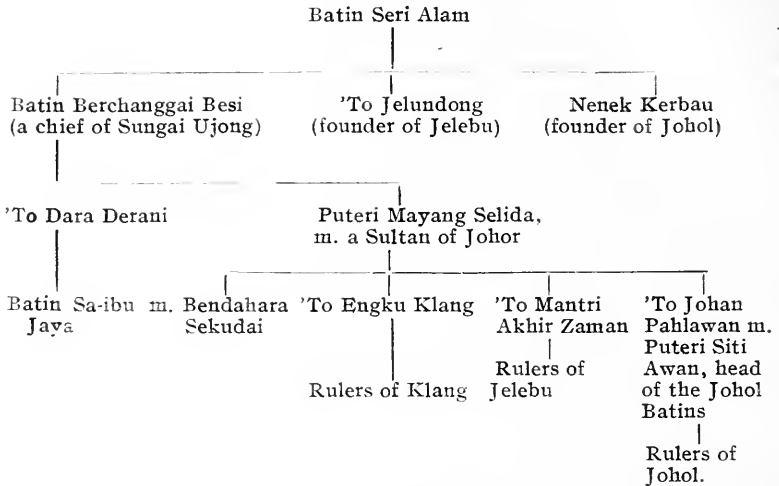 Batin Seri Alam
Batin Berchanggai Besi
(a chief of Sungai Ujong)
'To Jelundong
(founder of Jelebu)
Nenek Kerbau
(founder of Johol)
'To Dara Derani
Puteri Mayang Selida,
m. a Sultan of Johor
Batin Sa-ibu m. Bendahara
Jaya Sekudai
'To Engku Klang
'To Mantri
Akhir Zaman
'To Johan
Pahlawan m.
Puteri Siti
Awan, head
of the Johol
Batins
Rulers of Klang
Rulers of
Jelebu
Rulers of
Johol.